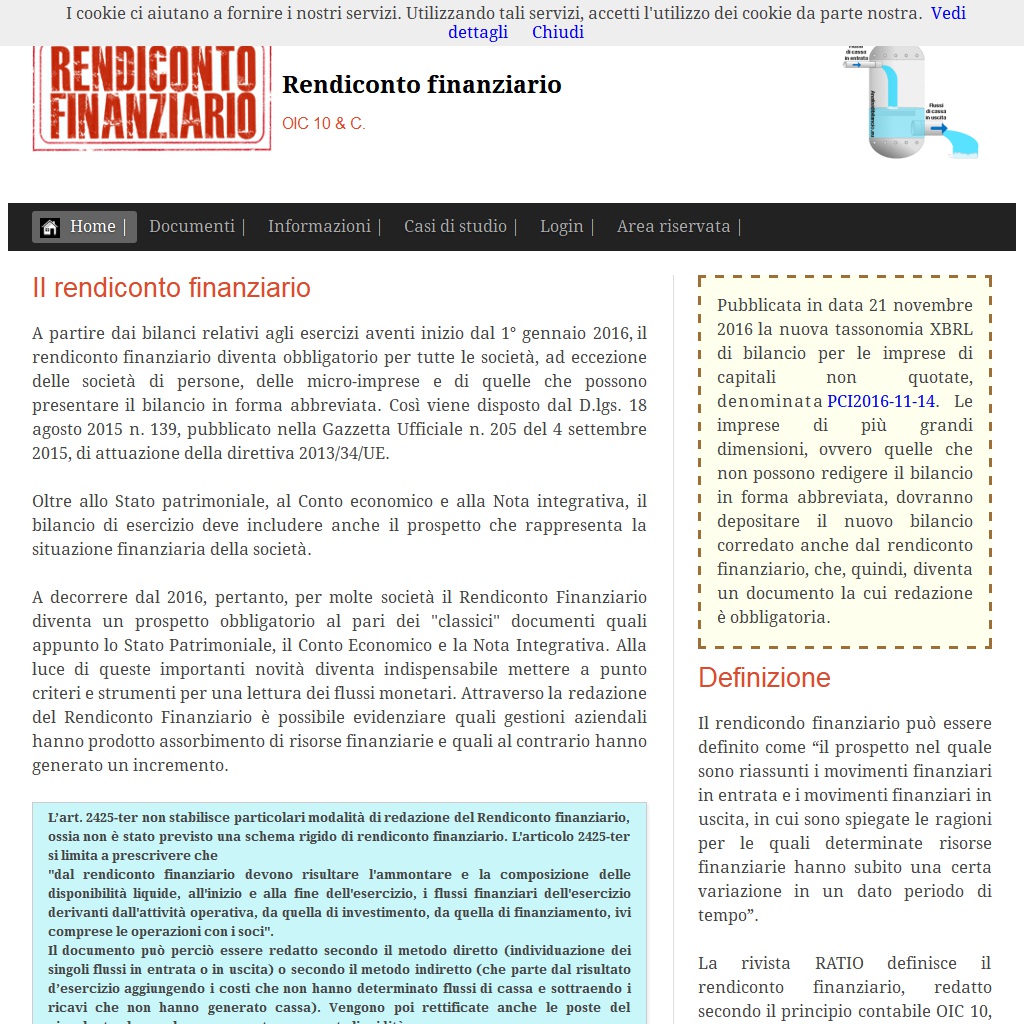 I cookie ci aiutano a fornire i nostri servizi. Utilizzando tali servizi, accetti l'utilizzo dei cookie da parte nostra. Vedi
dettagli Chiudi
RENDICONTO
FINANZIARIO
Rendiconto finanziario
OIC 10 & C.
di cassa
in entrata
Flussi
di cassa
in uscita
Home |
Documenti |
Informazioni |
Casi di studio |
Login |
Area riservata |
Il rendiconto finanziario
A partire dai bilanci relativi agli esercizi aventi inizio dal 1° gennaio 2016, il
rendiconto finanziario diventa obbligatorio per tutte le società, ad eccezione
delle società di persone, delle micro-imprese e di quelle che possono
presentare il bilancio in forma abbreviata. Così viene disposto dal D.lgs. 18
agosto 2015 n. 139, pubblicato nella Gazzetta Ufficiale n. 205 del 4 settembre
2015, di attuazione della direttiva 2013/34/UE.
Oltre allo Stato patrimoniale, al Conto economico e alla Nota integrativa, il
bilancio di esercizio deve includere anche il prospetto che rappresenta la
situazione finanziaria della società.
A decorrere dal 2016, pertanto, per molte società il Rendiconto Finanziario
diventa un prospetto obbligatorio al pari dei "classici" documenti quali
appunto lo Stato Patrimoniale, il Conto Economico e la Nota Integrativa. Alla
luce di queste importanti novità diventa indispensabile mettere a punto
criteri e strumenti per una lettura dei flussi monetari. Attraverso la redazione
del Rendiconto Finanziario è possibile evidenziare quali gestioni aziendali
hanno prodotto assorbimento di risorse finanziarie e quali al contrario hanno
generato un incremento.
L'art. 2425-ter non stabilisce particolari modalità di redazione del Rendiconto finanziario,
ossia non è stato previsto una schema rigido di rendiconto finanziario. L'articolo 2425-ter
si limita a prescrivere che
"dal rendiconto finanziario devono risultare l'ammontare e la composizione delle
disponibilità liquide, all'inizio e alla fine dell'esercizio, i flussi finanziari dell'esercizio
derivanti dall'attività operativa, da quella di investimento, da quella di finanziamento, ivi
comprese le operazioni con i soci".
Il documento può perciò essere redatto secondo il metodo diretto (individuazione dei
singoli flussi in entrata o in uscita) o secondo il metodo indiretto (che parte dal risultato
d'esercizio aggiungendo i costi che non hanno determinato flussi di cassa e sottraendo i
ricavi che non hanno generato cassa). Vengono poi rettificate anche le poste del
Pubblicata in data 21 novembre
2016 la nuova tassonomia XBRL
di bilancio per le imprese di
capitali non quotate,
denominata PCI2016-11-14. Le
imprese di più grandi
dimensioni, ovvero quelle che
non possono redigere il bilancio
in forma abbreviata, dovranno
depositare il nuovo bilancio
corredato anche dal rendiconto
finanziario, che, quindi, diventa
un documento la cui redazione
è obbligatoria.
Definizione
Il rendicondo finanziario può essere
definito come “il prospetto nel quale
sono riassunti i movimenti finanziari
in entrata e i movimenti finanziari in
uscita, in cui sono spiegate le ragioni
per le quali determinate risorse
finanziarie hanno subito una certa
variazione in un dato periodo di
tempo”.
La rivista RATIO definisce il
rendiconto finanziario, redatto
secondo il principio contabile OIC 10,